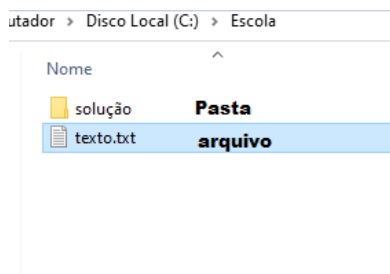 utador > Disco Local (C:) > Escola
Nome
solução Pasta
texto.txt arquivo